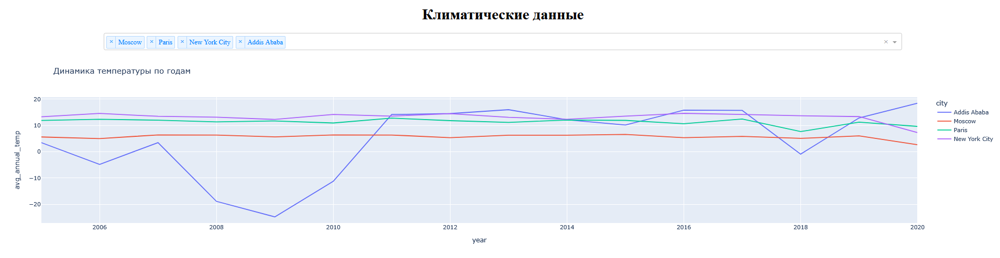 Климатические данные
× Moscow × Paris × New York City × Addis Ababa ×
Динамика температуры по годам
20
10
0
−10
−20
avg_annual_temp
2006 2008 2010 2012 2014 2016 2018 2020
year
city
Addis Ababa
Moscow
Paris
New York City